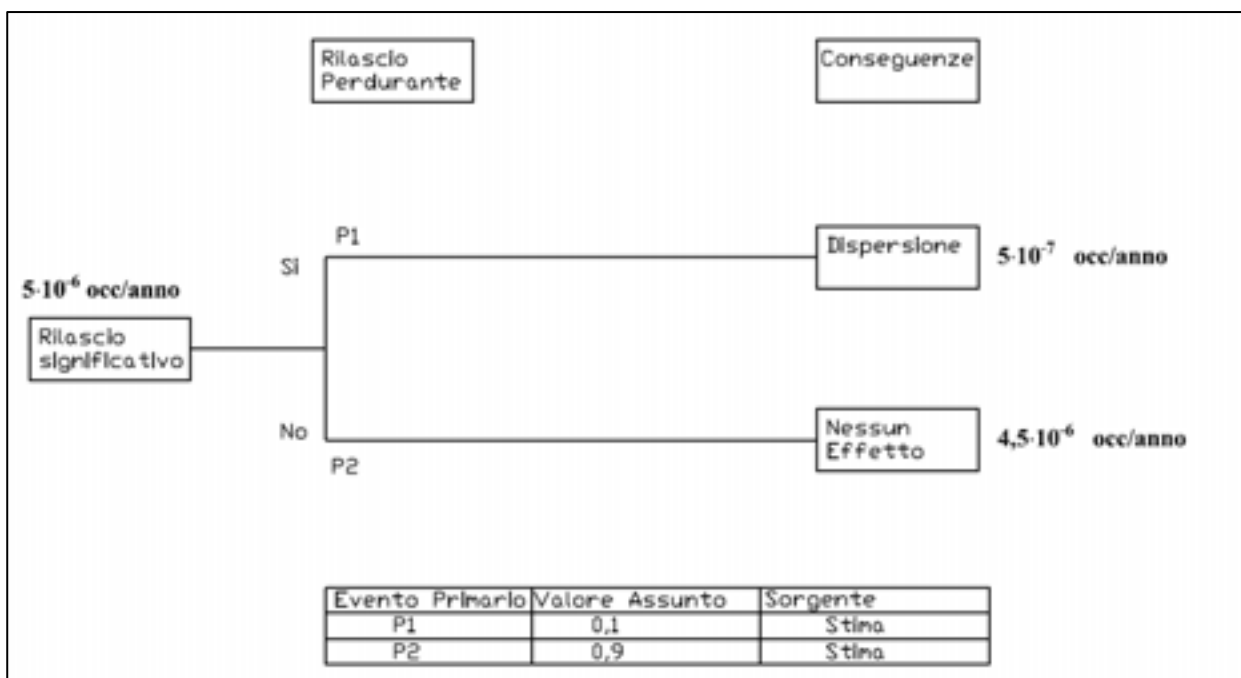 Rilascio
Perdurante
Conseguenze
P1
Si
Dispersione
5·10⁻⁷ occ/anno
5·10⁻⁶ occ/anno
Rilascio
significativo
No
P2
Nessun
Effetto
4,5·10⁻⁶ occ/anno
Evento Primario Valore Assunto Sorgente
P1 0,1 Stima
P2 0,9 Stima